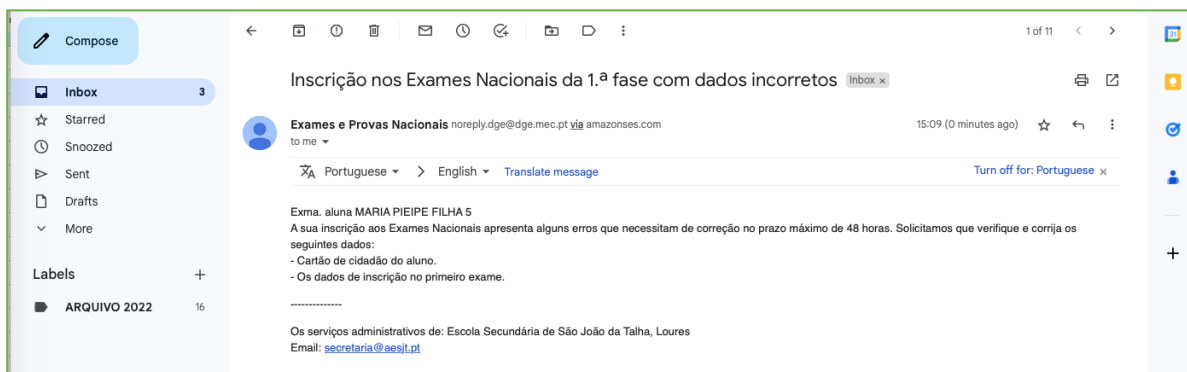 Compose
1 of 11
Inscrição nos Exames Nacionais da 1.ª fase com dados incorretos Inbox x
Inbox 3
Starred
Exames e Provas Nacionais noreply.dge@dge.mec.pt via amazonses.com 15:09 (0 minutes ago)
to me
Snoozed
Sent
Portuguese > English Translate message Turn off for: Portuguese x
Drafts
More
Exma. aluna MARIA PIEIPE FILHA 5
A sua inscrição aos Exames Nacionais apresenta alguns erros que necessitam de correção no prazo máximo de 48 horas. Solicitamos que verifique e corrija os
seguintes dados:
- Cartão de cidadão do aluno.
- Os dados de inscrição no primeiro exame.
Labels +
ARQUIVO 2022 16
--------------
Os serviços administrativos de: Escola Secundária de São João da Talha, Loures
Email: secretaria@aesjt.pt
31